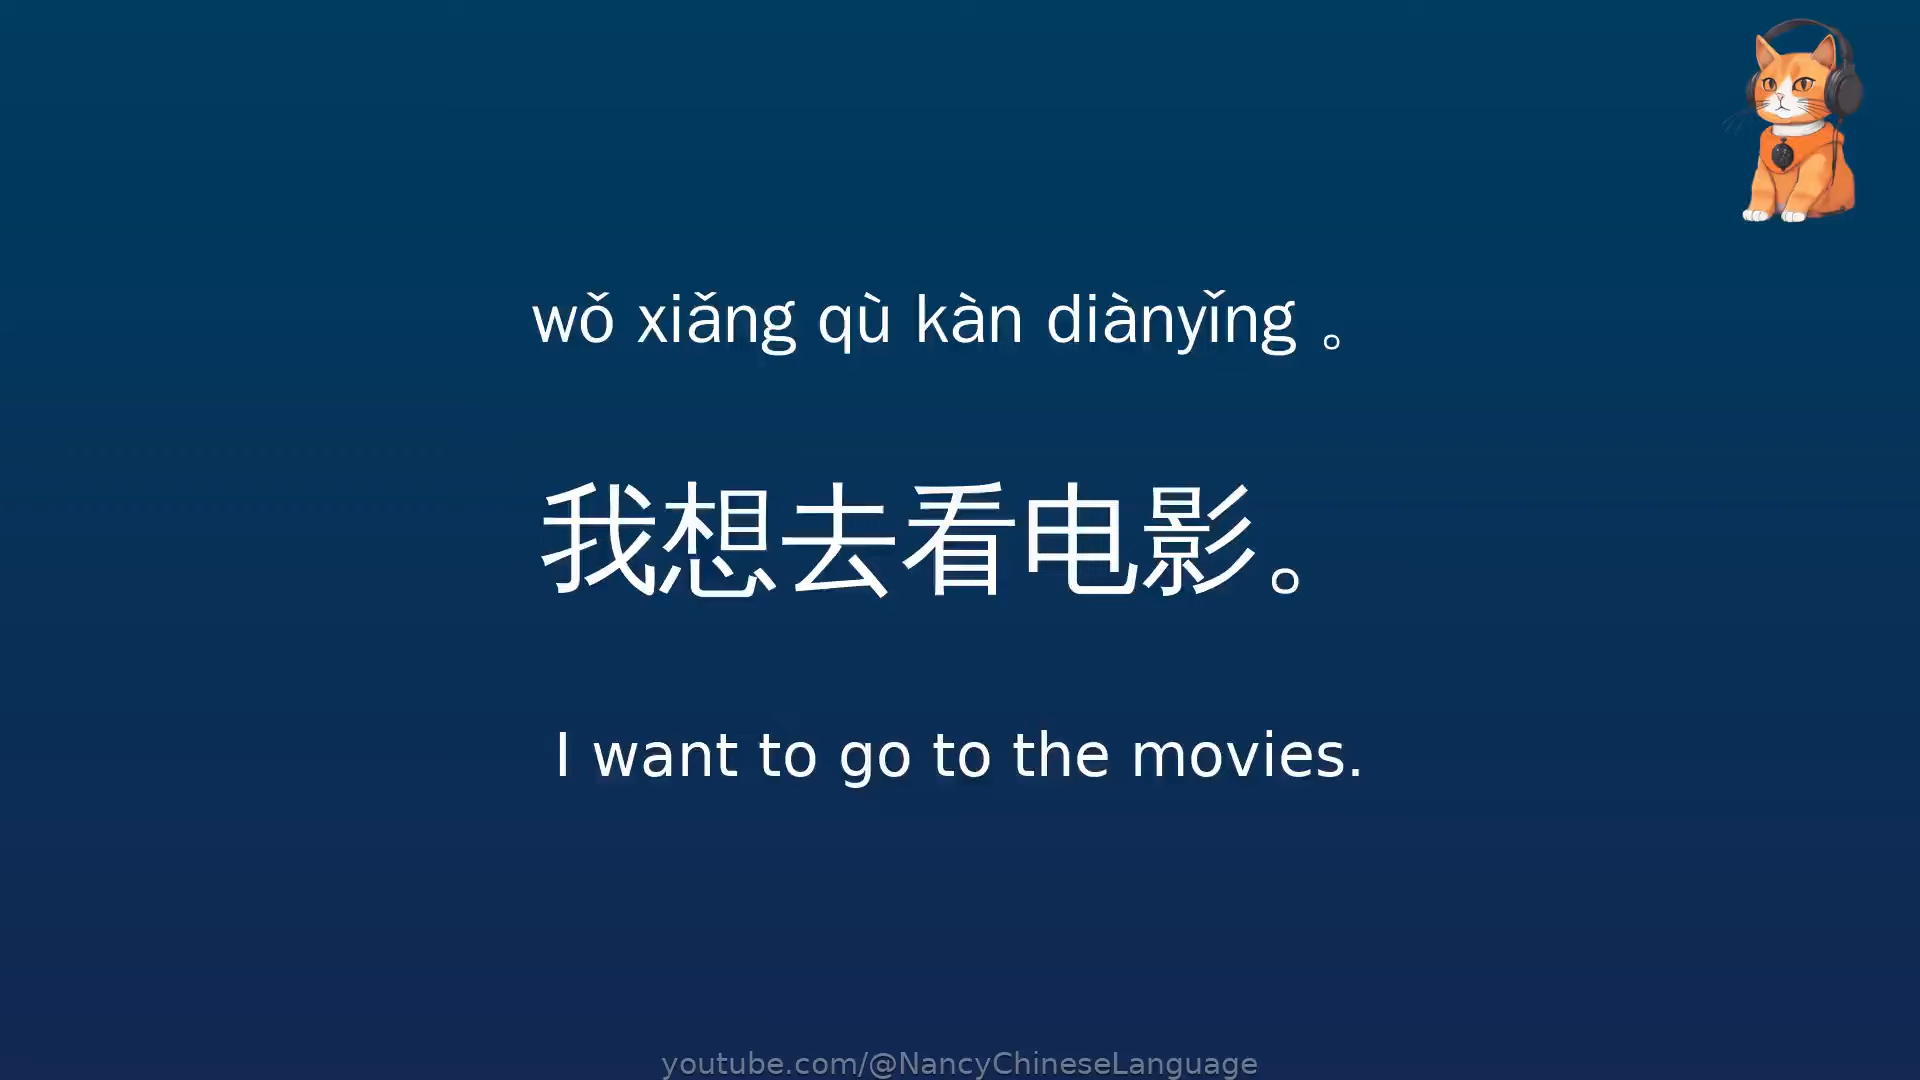 wǒ xiǎng qù kàn diànyǐng 。
我想去看电影。
I want to go to the movies.
youtube.com/@NancyChineseLanguage